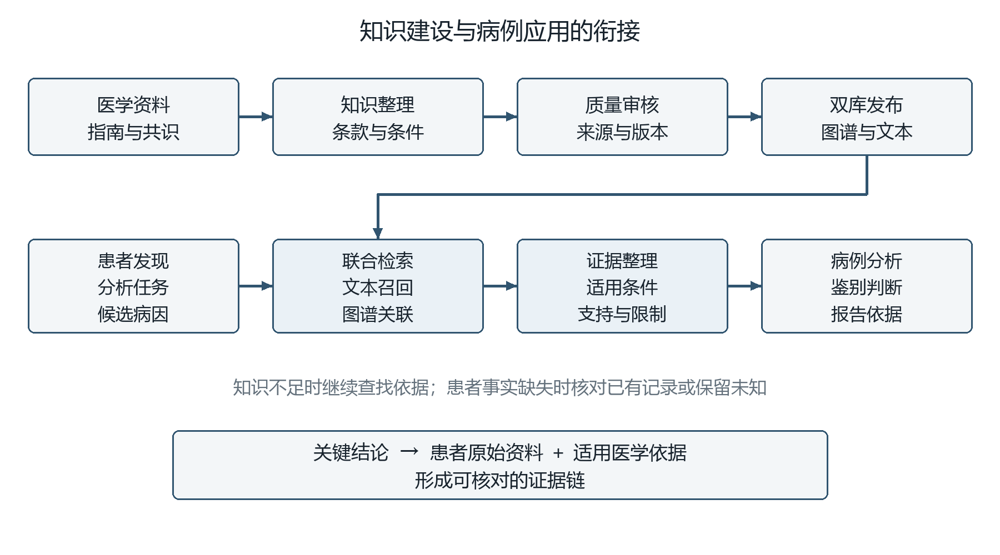 知识建设与病例应用的衔接
医学资料
指南与共识
知识整理
条款与条件
质量审核
来源与版本
双库发布
图谱与文本
患者发现
分析任务
候选病因
联合检索
文本召回
图谱关联
证据整理
适用条件
支持与限制
病例分析
鉴别判断
报告依据
知识不足时继续查找依据；患者事实缺失时核对已有记录或保留未知
关键结论 → 患者原始资料 + 适用医学依据
形成可核对的证据链